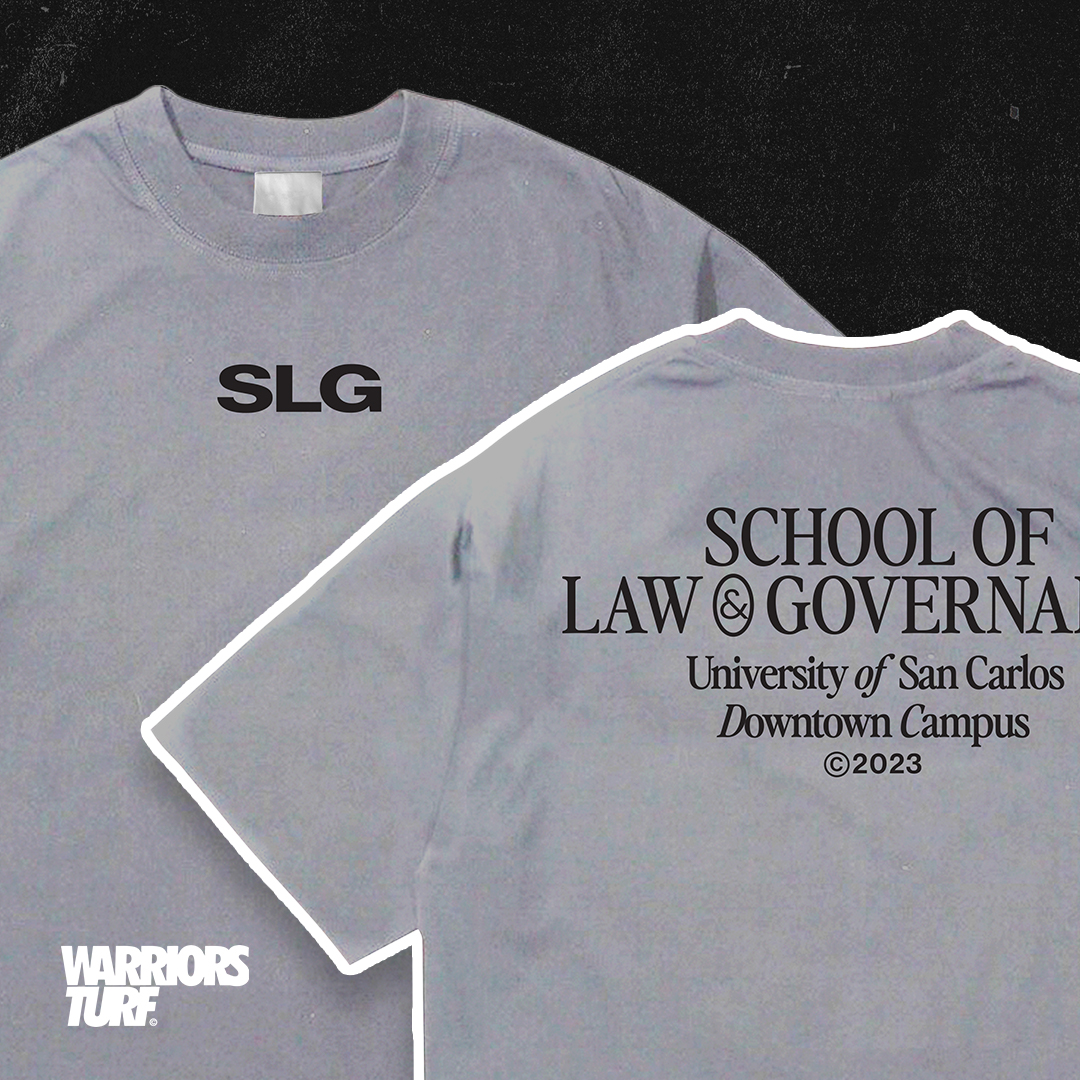 SLG
SCHOOL OF
LAW & GOVERNA
University of San Carlos
Downtown Campus
©2023
WARRIORS
TURF©